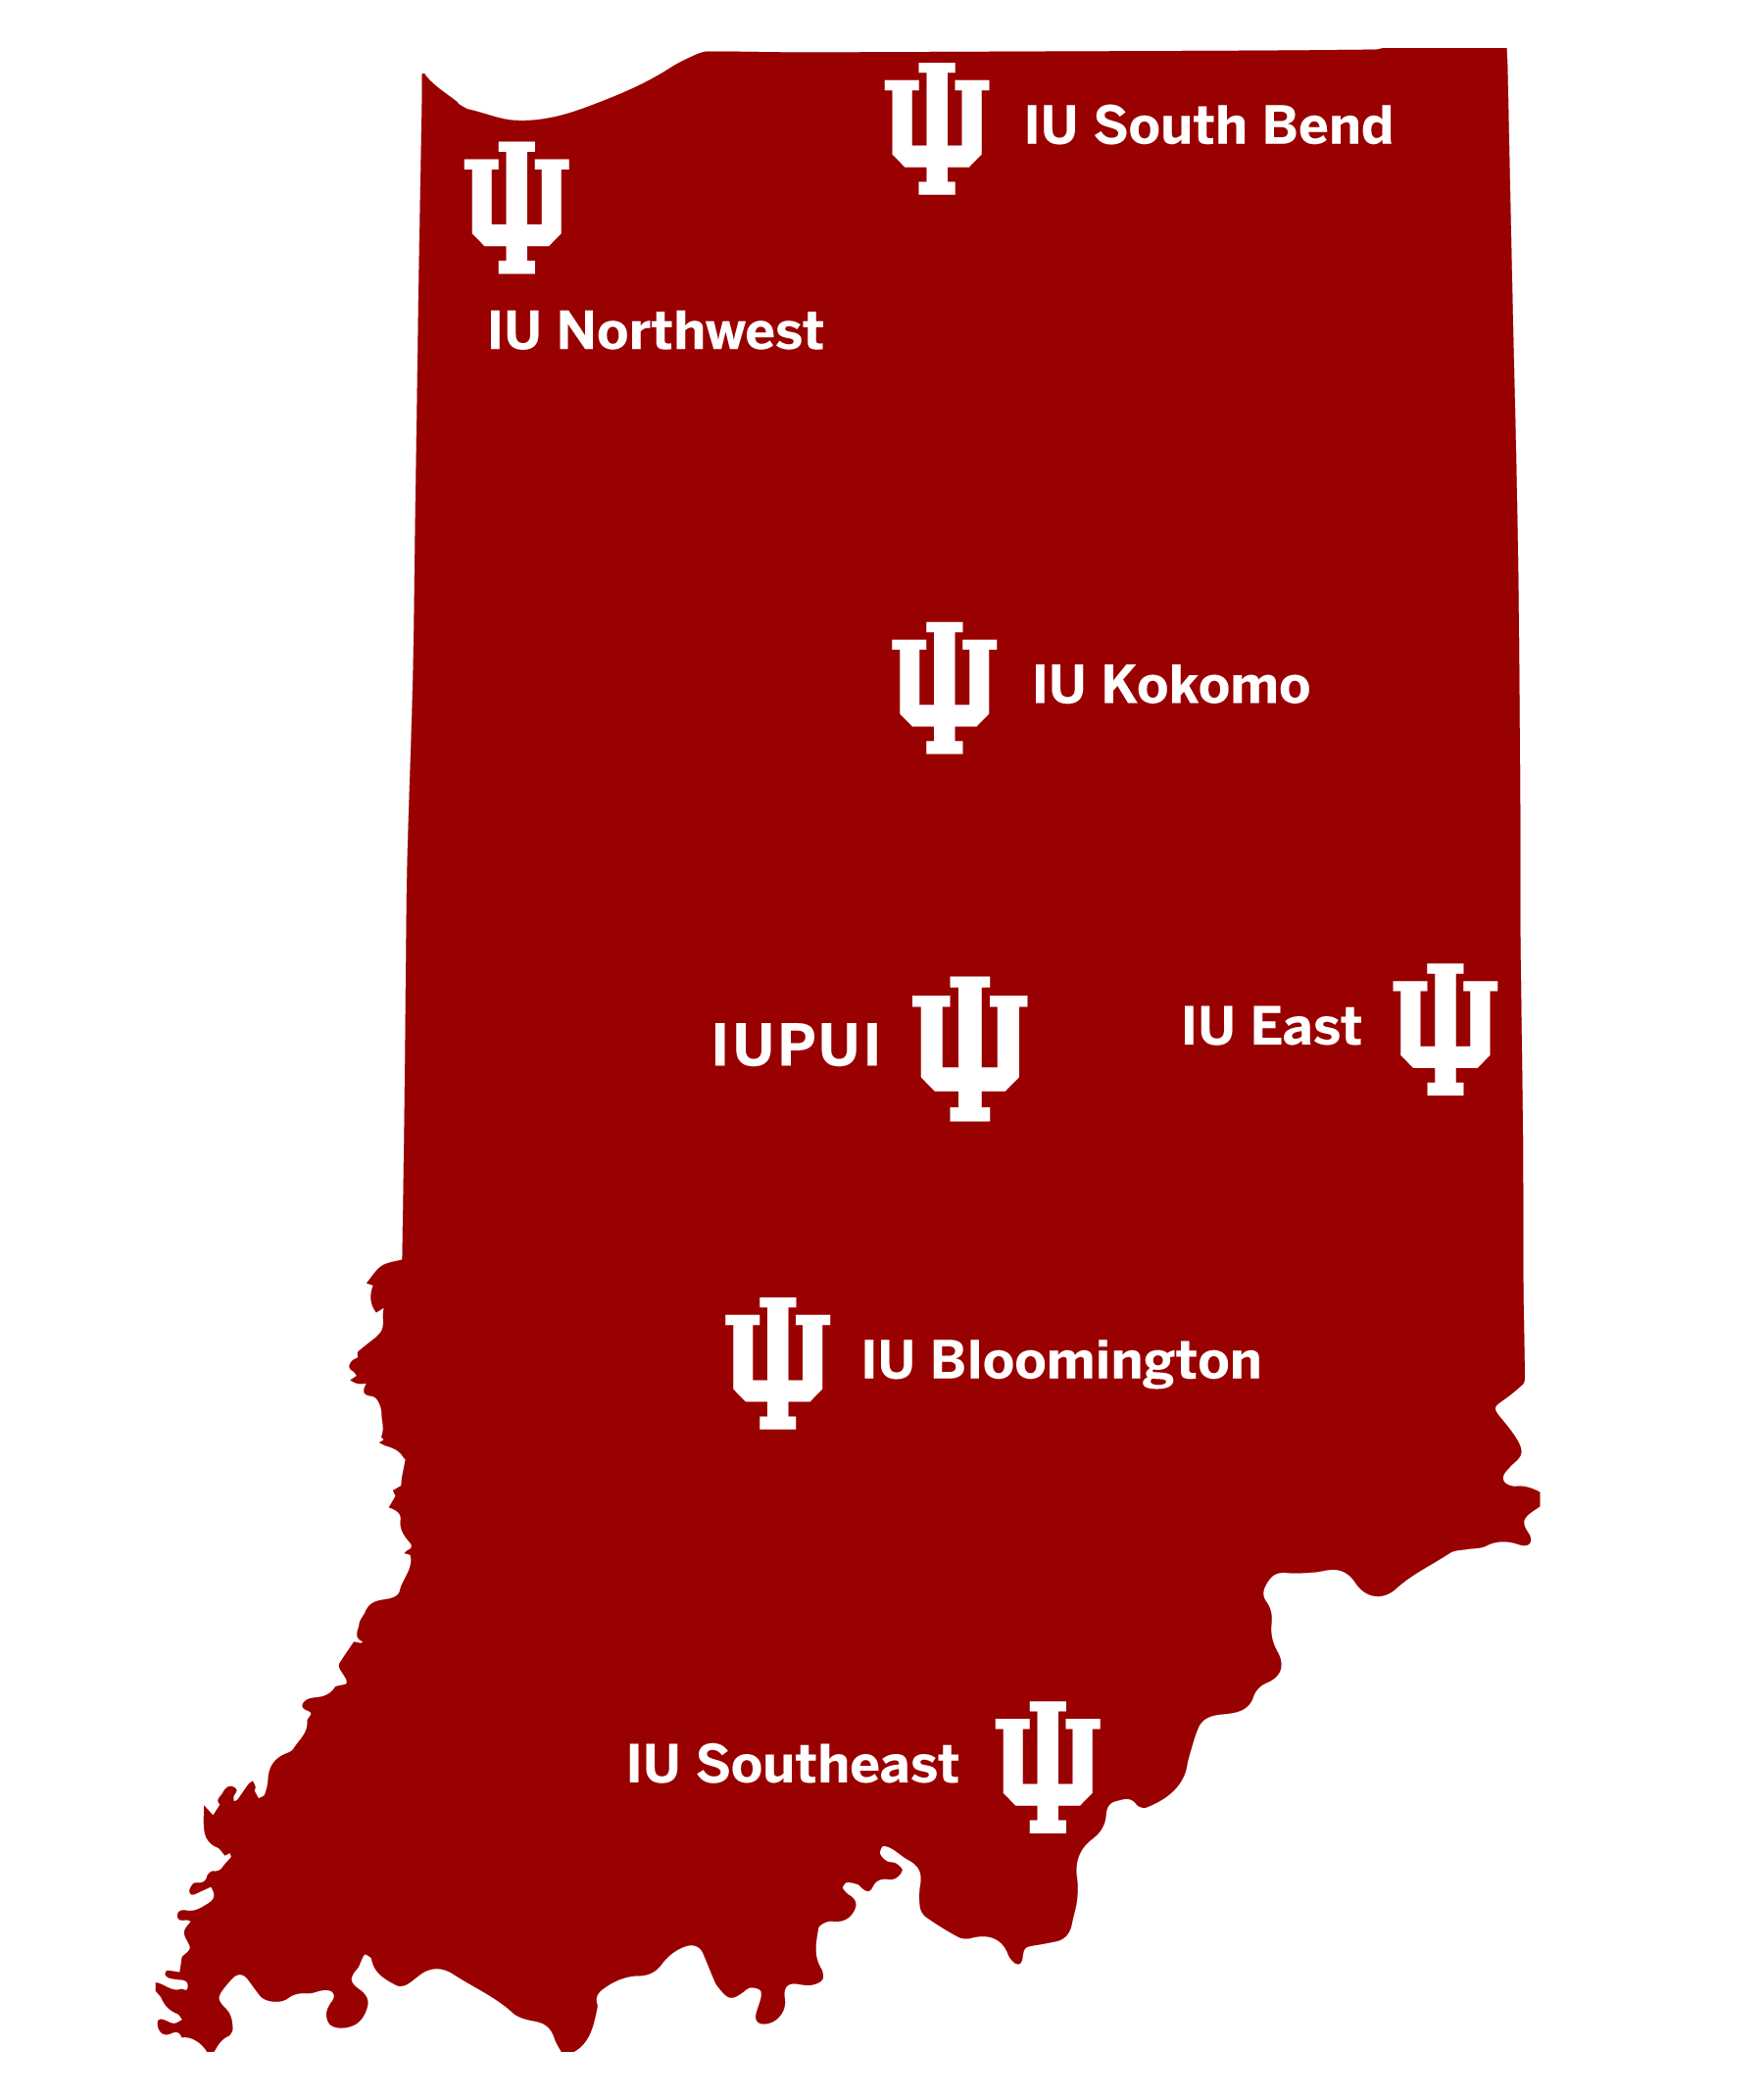 IU South Bend
IU Northwest
IU Kokomo
IUPUI
IU East
IU Bloomington
IU Southeast